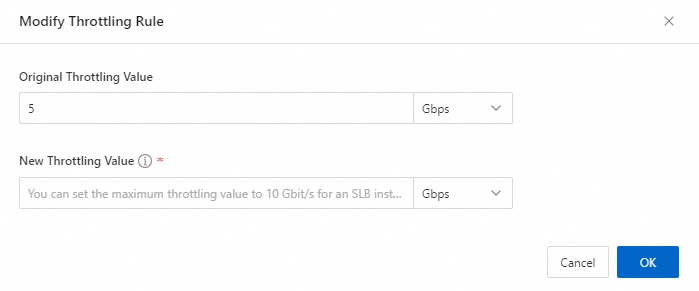 Modify Throttling Rule
Original Throttling Value
5 Gbps
New Throttling Value *
You can set the maximum throttling value to 10 Gbit/s for an SLB inst... Gbps
Cancel OK